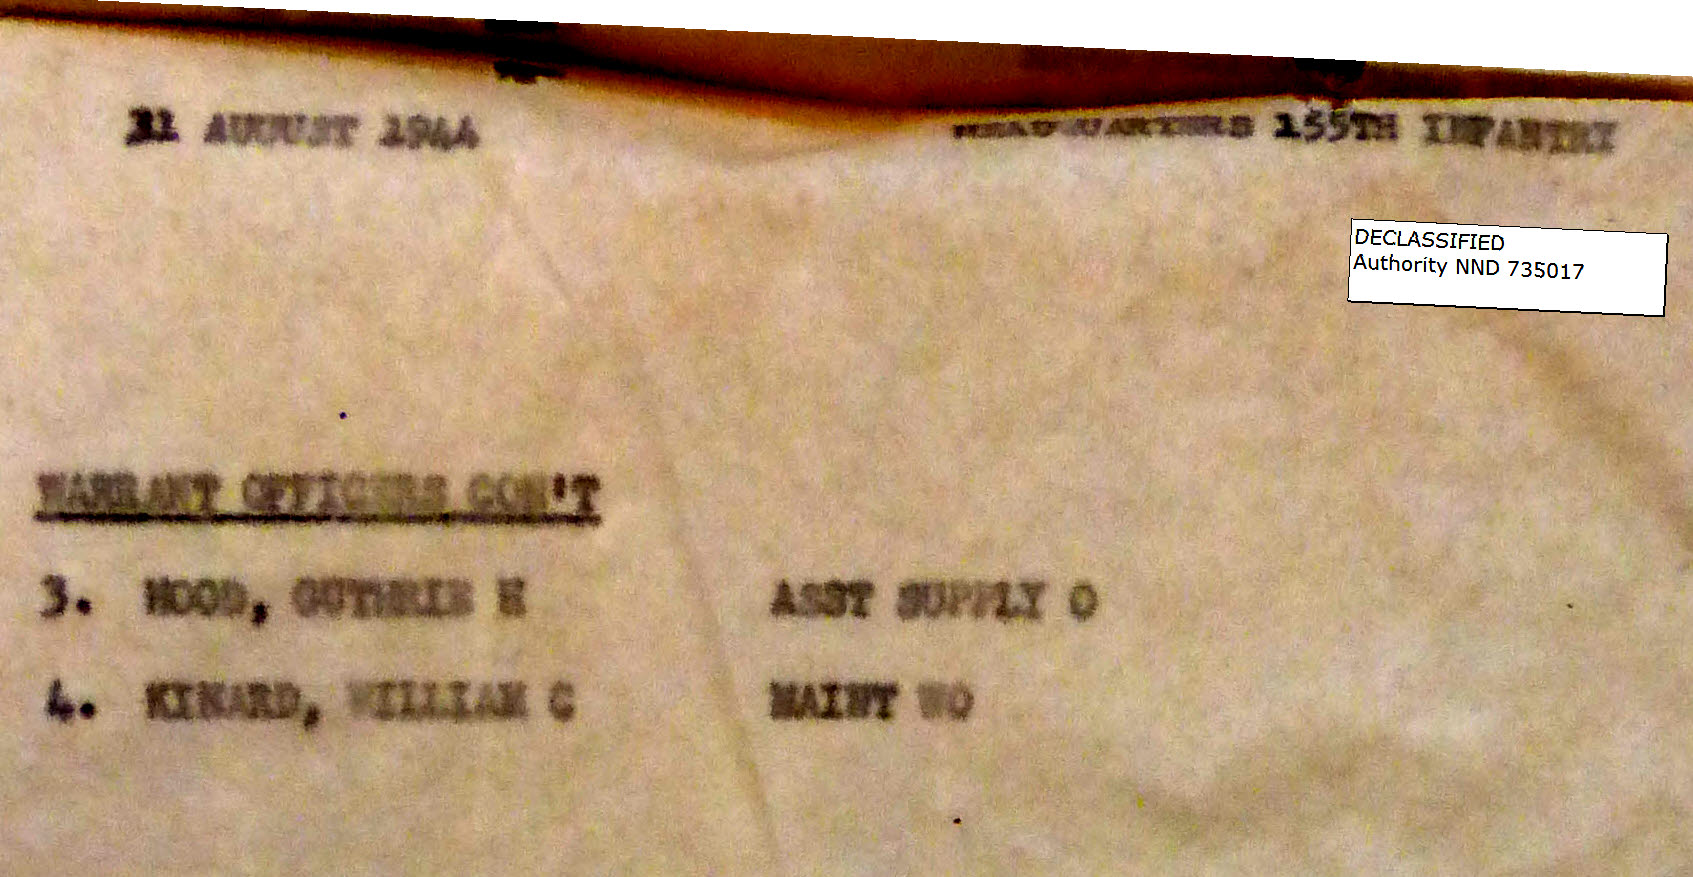 31 AUGUST 1944 HEADQUARTERS 155TH INFANTRY
DECLASSIFIED
Authority NND 735017
WARRANT OFFICERS CON'T
3. HOOD, GUTHRIE H ASST SUPPLY O
4. KINARD, WILLIAM C MAINT WO